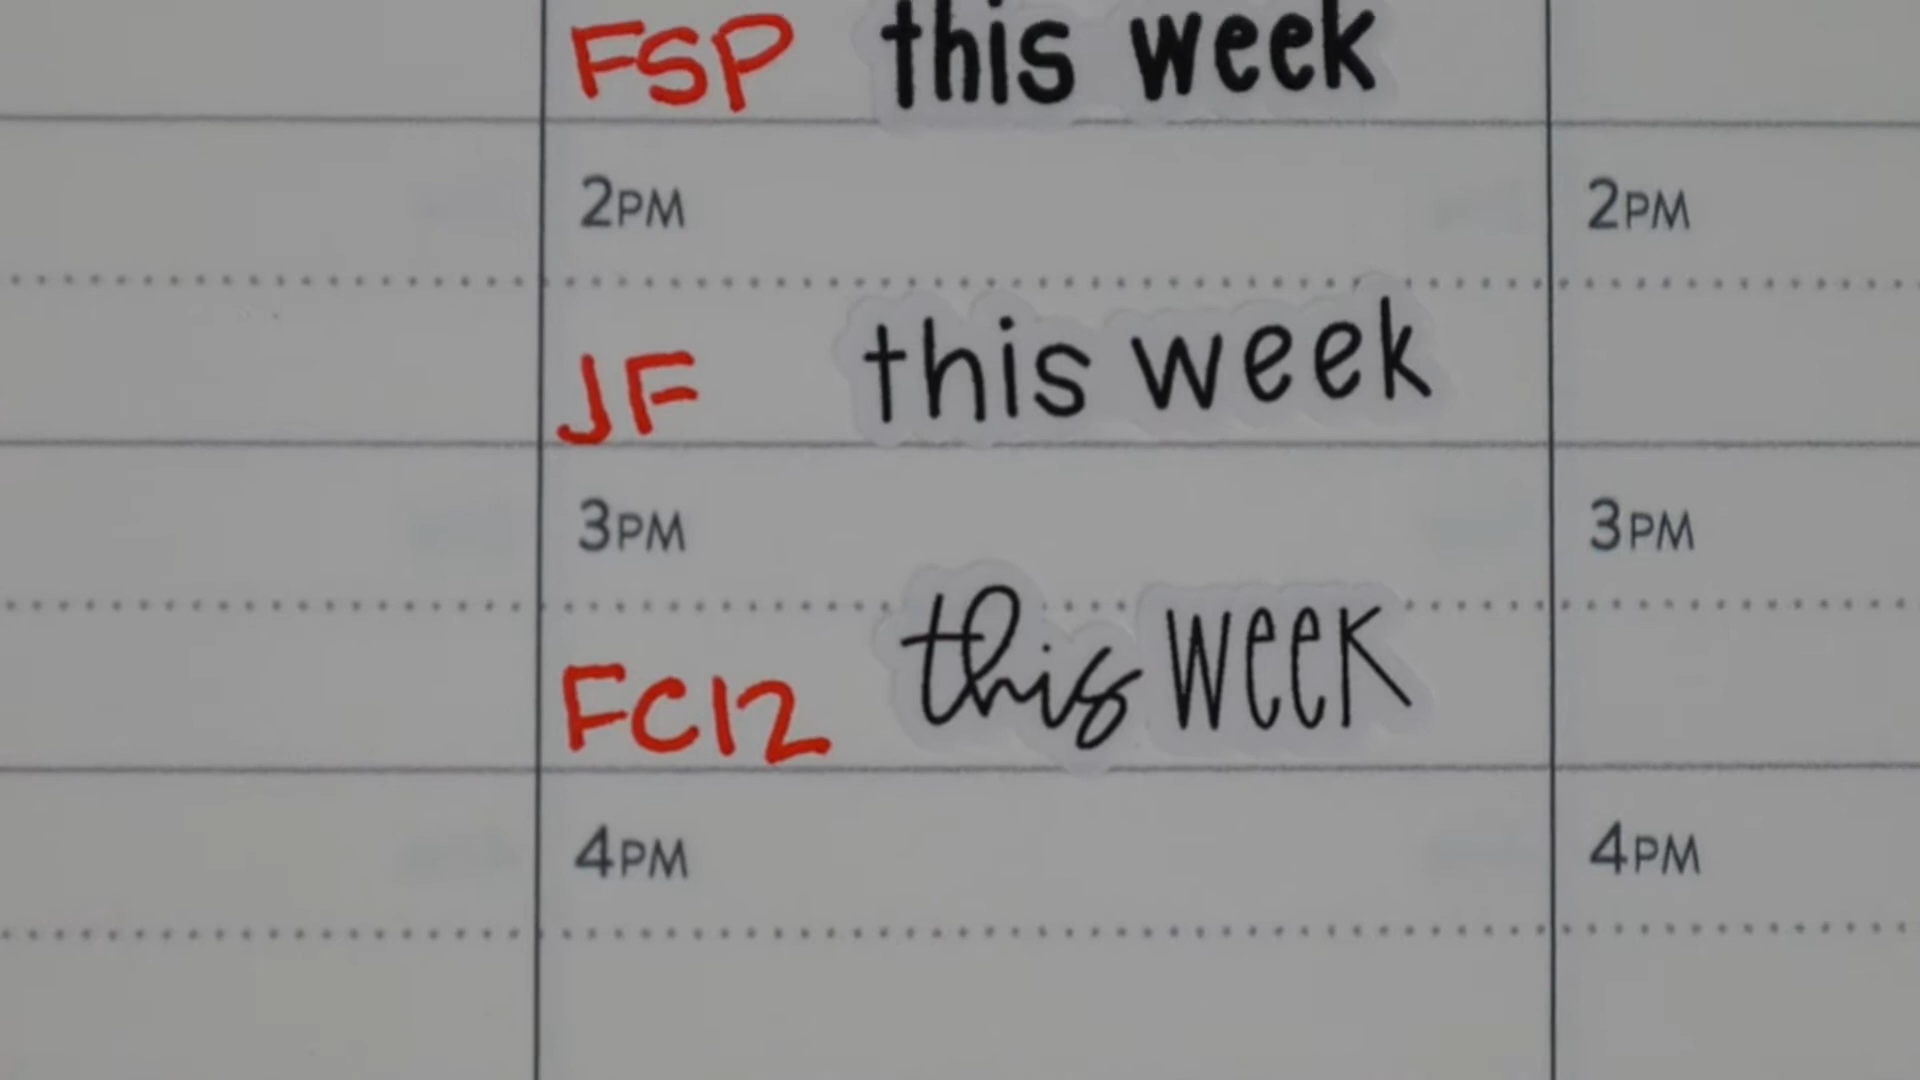 FSP this week
2PM 2PM
JF this week
3PM 3PM
FC12 this week
4PM 4PM